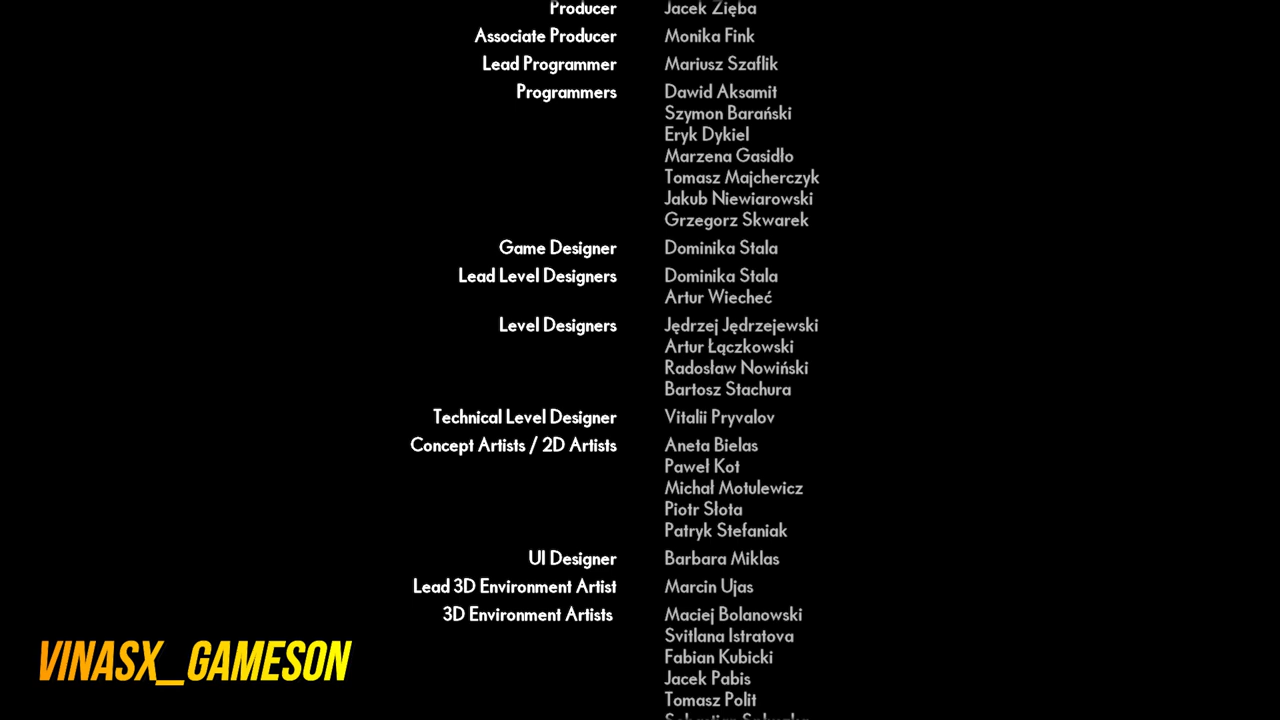 Producer Jacek Zięba
Associate Producer Monika Fink
Lead Programmer Mariusz Szaflik
Programmers Dawid Aksamit
Szymon Barański
Eryk Dykiel
Marzena Gasidło
Tomasz Majcherczyk
Jakub Niewiarowski
Grzegorz Skwarek
Game Designer Dominika Stala
Lead Level Designers Dominika Stala
Artur Wiecheć
Level Designers Jędrzej Jędrzejewski
Artur Łączkowski
Radosław Nowiński
Bartosz Stachura
Technical Level Designer Vitalii Pryvalov
Concept Artists / 2D Artists Aneta Bielas
Paweł Kot
Michał Motulewicz
Piotr Słota
Patryk Stefaniak
UI Designer Barbara Miklas
Lead 3D Environment Artist Marcin Ujas
3D Environment Artists Maciej Bolanowski
Svitlana Istratova
Fabian Kubicki
Jacek Pabis
Tomasz Polit
VINASX_GAMESON